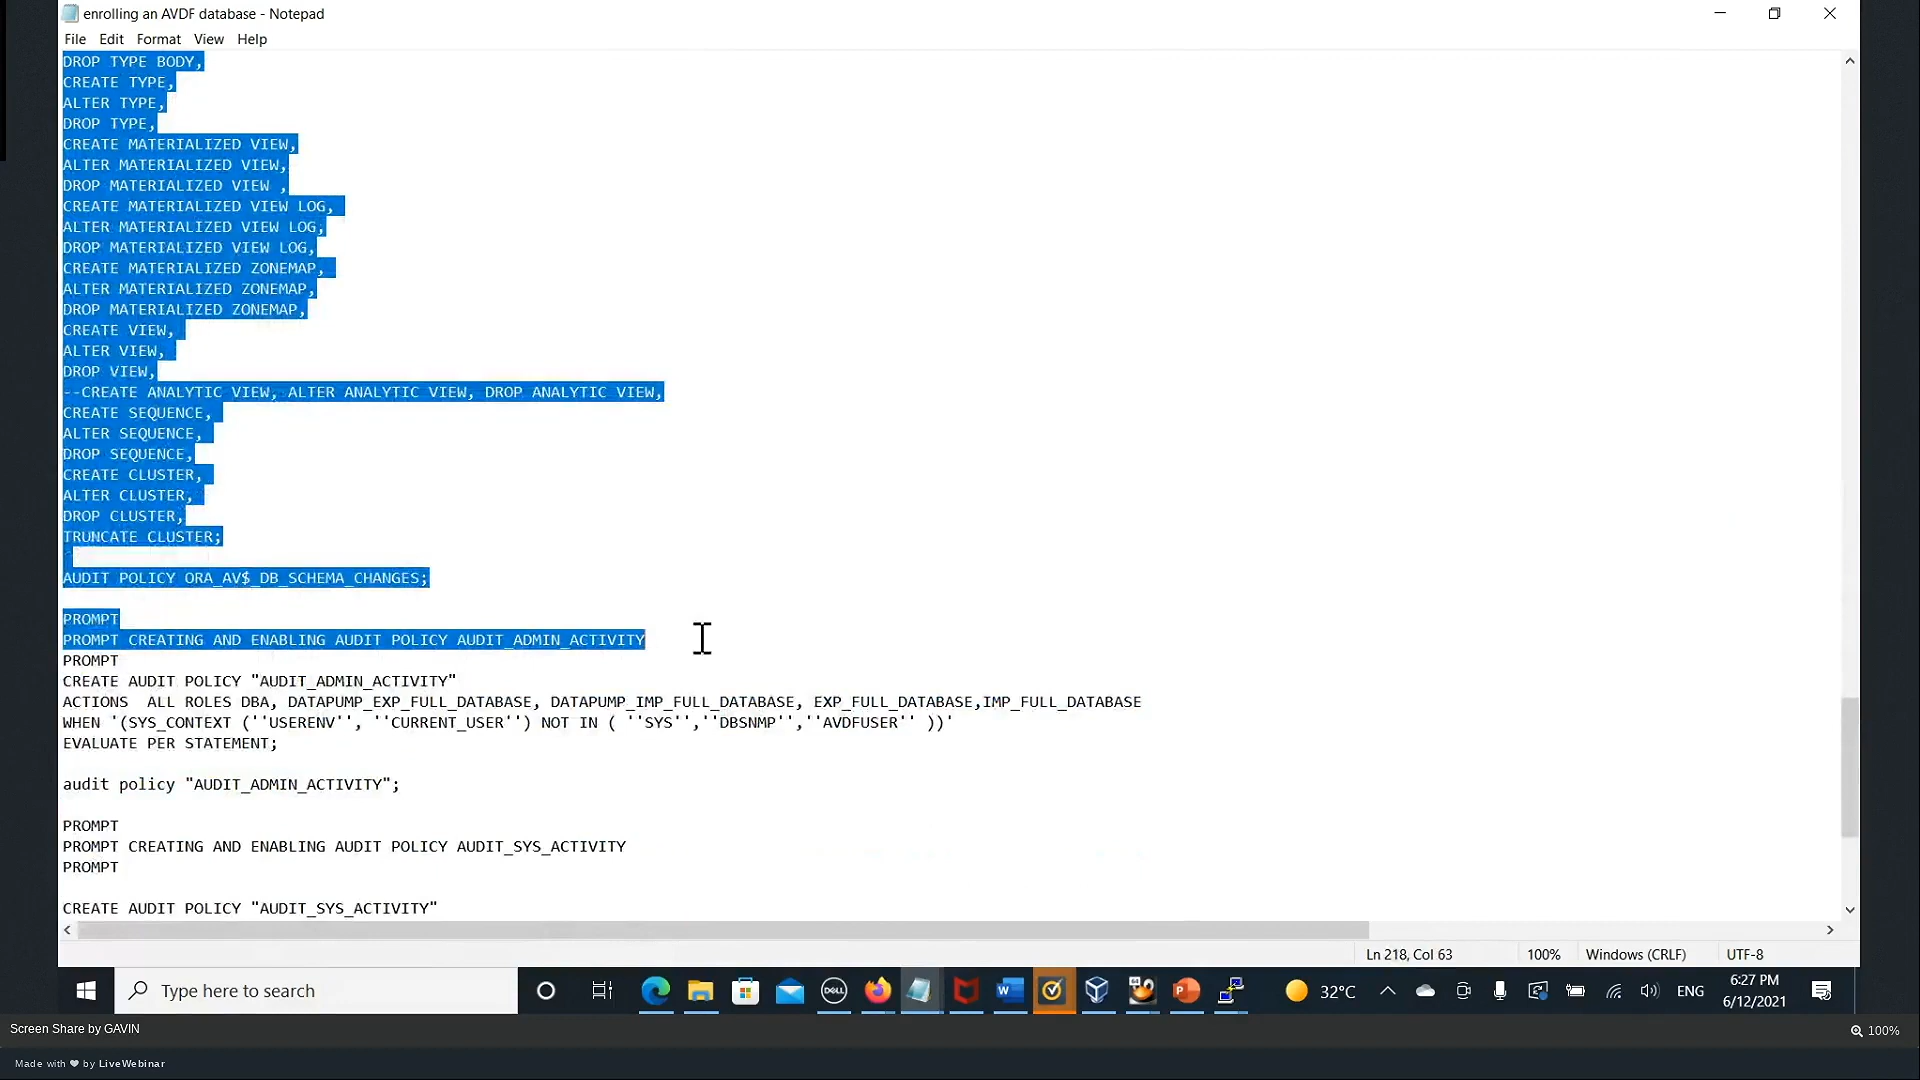 enrolling an AVDF database - Notepad
File Edit Format View Help
DROP TYPE BODY,
CREATE TYPE,
ALTER TYPE,
DROP TYPE,
CREATE MATERIALIZED VIEW,
ALTER MATERIALIZED VIEW,
DROP MATERIALIZED VIEW ,
CREATE MATERIALIZED VIEW LOG,
ALTER MATERIALIZED VIEW LOG,
DROP MATERIALIZED VIEW LOG,
CREATE MATERIALIZED ZONEMAP,
ALTER MATERIALIZED ZONEMAP,
DROP MATERIALIZED ZONEMAP,
CREATE VIEW,
ALTER VIEW,
DROP VIEW,
--CREATE ANALYTIC VIEW, ALTER ANALYTIC VIEW, DROP ANALYTIC VIEW,
CREATE SEQUENCE,
ALTER SEQUENCE,
DROP SEQUENCE,
CREATE CLUSTER,
ALTER CLUSTER,
DROP CLUSTER,
TRUNCATE CLUSTER;
AUDIT POLICY ORA_AV$_DB_SCHEMA_CHANGES;
PROMPT
PROMPT CREATING AND ENABLING AUDIT POLICY AUDIT_ADMIN_ACTIVITY
PROMPT
CREATE AUDIT POLICY "AUDIT_ADMIN_ACTIVITY"
ACTIONS  ALL ROLES DBA, DATAPUMP_EXP_FULL_DATABASE, DATAPUMP_IMP_FULL_DATABASE, EXP_FULL_DATABASE,IMP_FULL_DATABASE
WHEN '(SYS_CONTEXT (''USERENV'', ''CURRENT_USER'') NOT IN ( ''SYS'',''DBSNMP'',''AVDFUSER'' ))'
EVALUATE PER STATEMENT;
audit policy "AUDIT_ADMIN_ACTIVITY";
PROMPT
PROMPT CREATING AND ENABLING AUDIT POLICY AUDIT_SYS_ACTIVITY
PROMPT
CREATE AUDIT POLICY "AUDIT_SYS_ACTIVITY"
Ln 218, Col 63 100% Windows (CRLF) UTF-8
Type here to search
DELL
32°C
ENG
6:27 PM
6/12/2021
Screen Share by GAVIN
100%
Made with ❤ by LiveWebinar